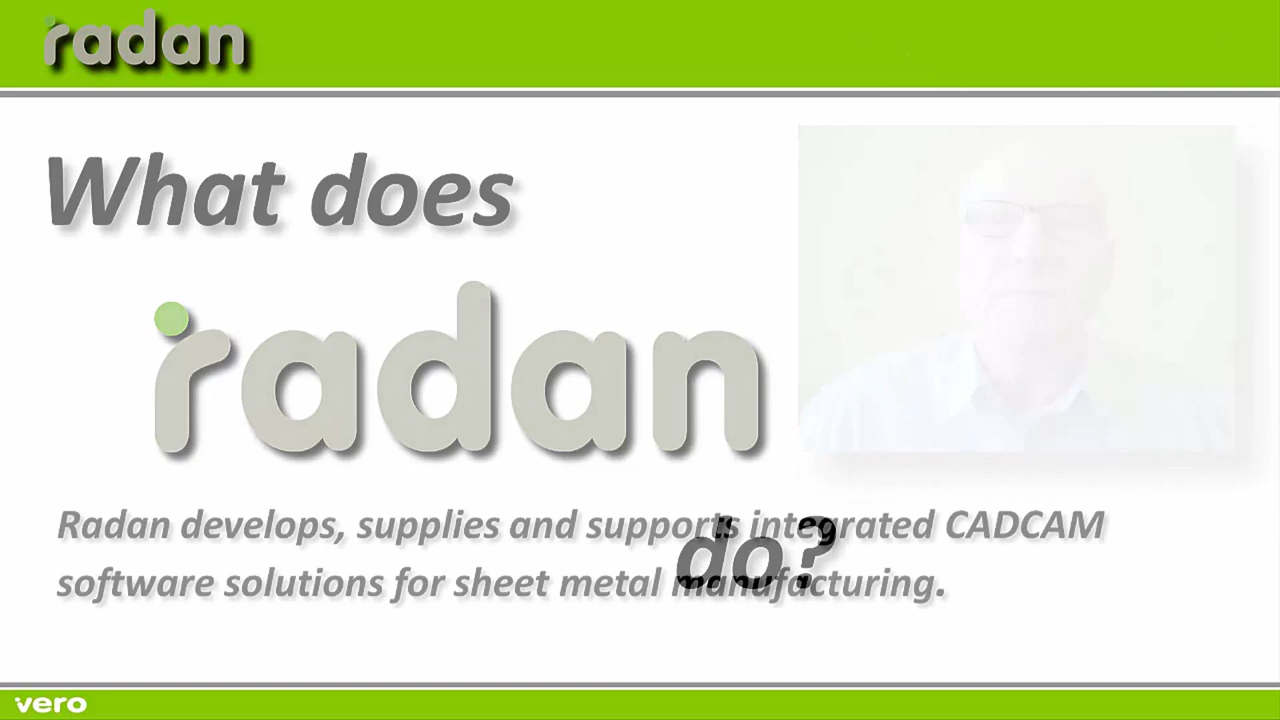 radan
What does
radan
do?
Radan develops, supplies and supports integrated CADCAM
software solutions for sheet metal manufacturing.
vero